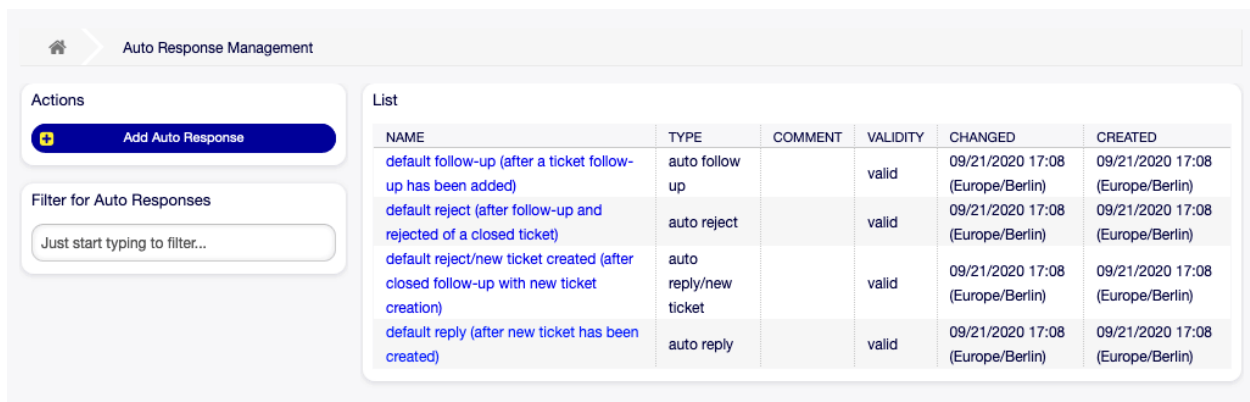 Auto Response Management
Actions
Add Auto Response
Filter for Auto Responses
Just start typing to filter...
List
NAME TYPE COMMENT VALIDITY CHANGED CREATED
default follow-up (after a ticket follow- auto follow 09/21/2020 17:08 09/21/2020 17:08
up has been added) up valid (Europe/Berlin) (Europe/Berlin)
default reject (after follow-up and auto reject valid 09/21/2020 17:08 09/21/2020 17:08
rejected of a closed ticket) (Europe/Berlin) (Europe/Berlin)
default reject/new ticket created (after auto
closed follow-up with new ticket reply/new valid 09/21/2020 17:08 09/21/2020 17:08
creation) ticket (Europe/Berlin) (Europe/Berlin)
default reply (after new ticket has been auto reply valid 09/21/2020 17:08 09/21/2020 17:08
created) (Europe/Berlin) (Europe/Berlin)